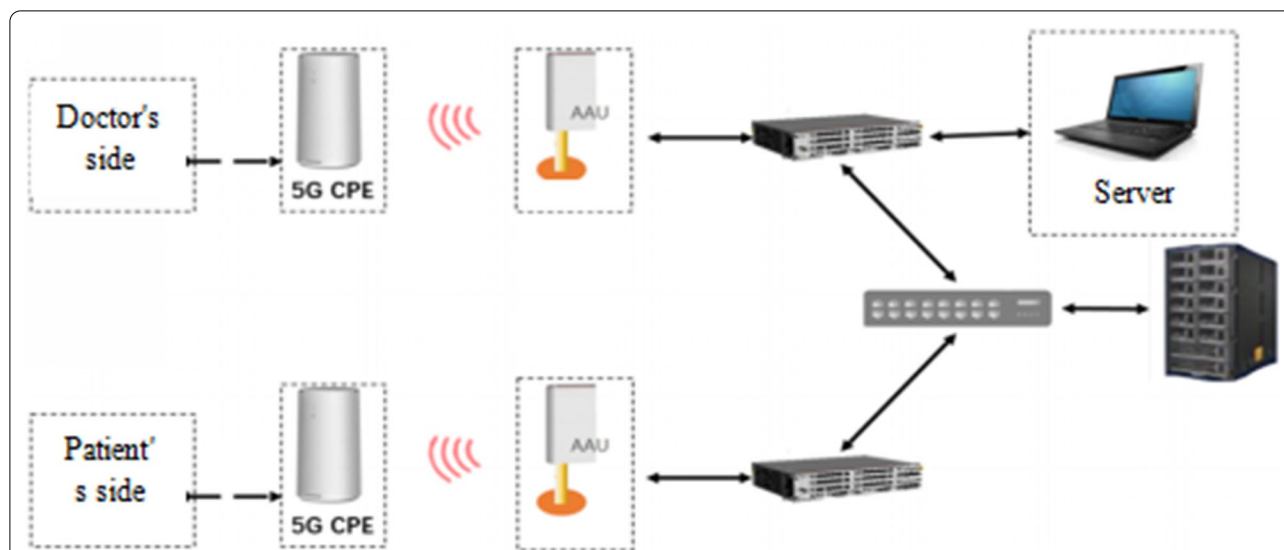 Doctor's
side
5G CPE
AAU
Server
Patient'
s side
5G CPE
AAU